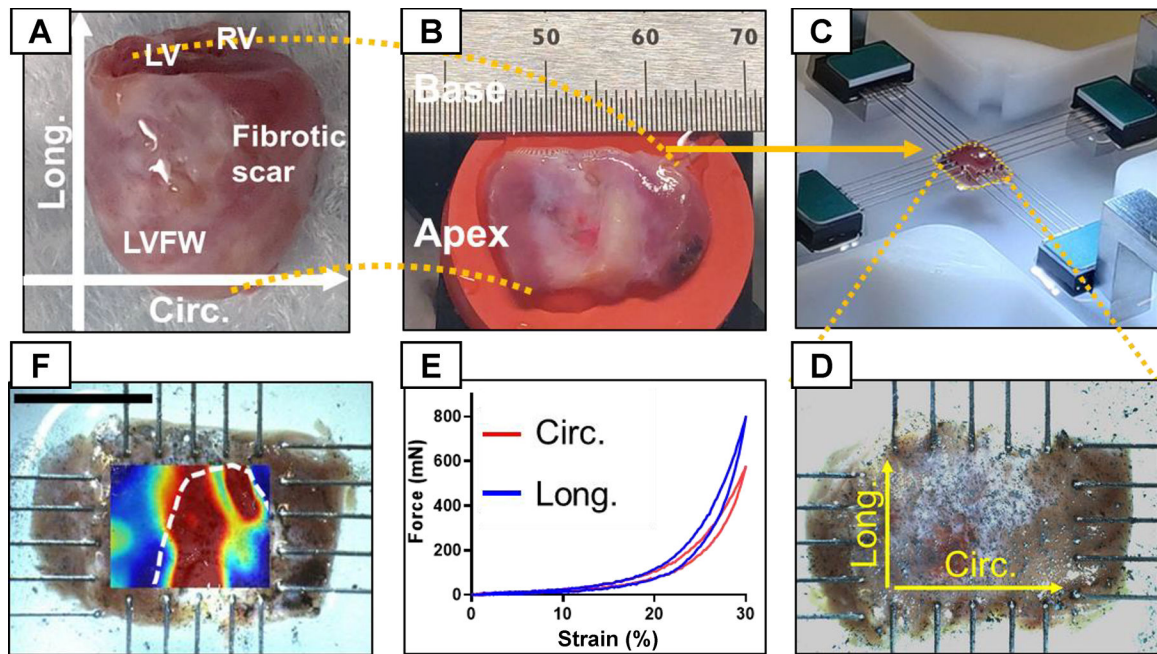 A
LV
RV
Long.
Fibrotic
scar
LVFW
Circ.
B
50
60
70
Base
Apex
C
F
E
800
600
400
200
0
Force (mN)
Circ.
Long.
0
10
20
30
Strain (%)
D
Long.
Circ.